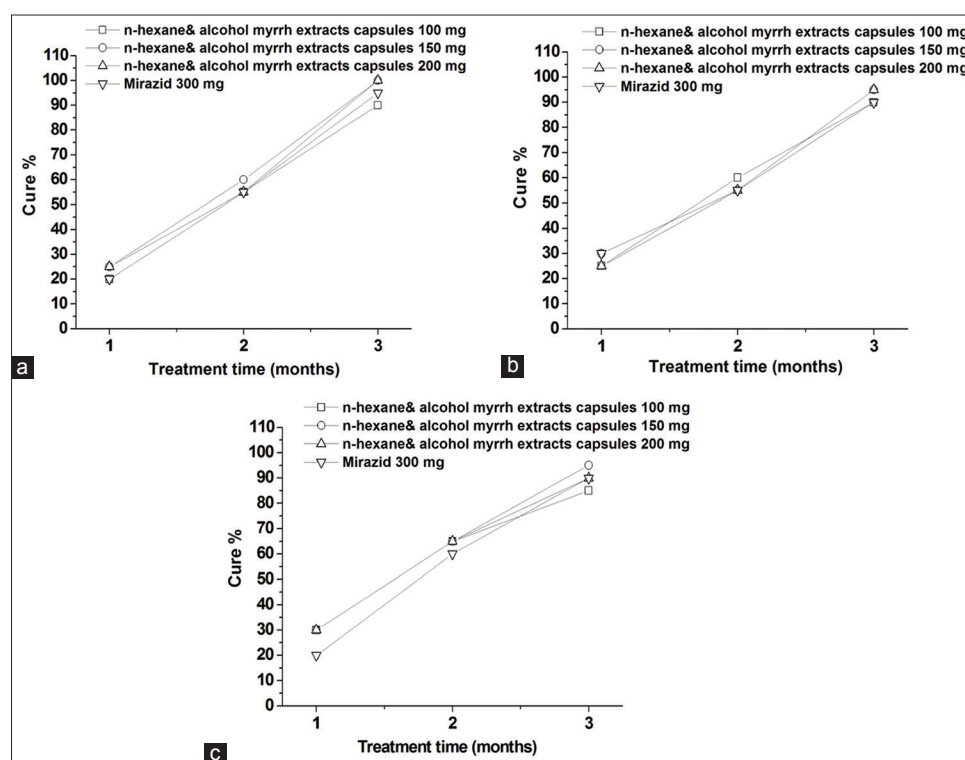 n-hexane& alcohol myrrh extracts capsules 100 mg
n-hexane& alcohol myrrh extracts capsules 150 mg
n-hexane& alcohol myrrh extracts capsules 200 mg
Mirazid 300 mg
110
100
90
80
70
60
50
40
30
20
10
0
Cure %
1 2 3
Treatment time (months)
a
n-hexane& alcohol myrrh extracts capsules 100 mg
n-hexane& alcohol myrrh extracts capsules 150 mg
n-hexane& alcohol myrrh extracts capsules 200 mg
Mirazid 300 mg
110
100
90
80
70
60
50
40
30
20
10
0
Cure %
1 2 3
Treatment time (months)
b
n-hexane& alcohol myrrh extracts capsules 100 mg
n-hexane& alcohol myrrh extracts capsules 150 mg
n-hexane& alcohol myrrh extracts capsules 200 mg
Mirazid 300 mg
110
100
90
80
70
60
50
40
30
20
10
0
Cure %
1 2 3
Treatment time (months)
c